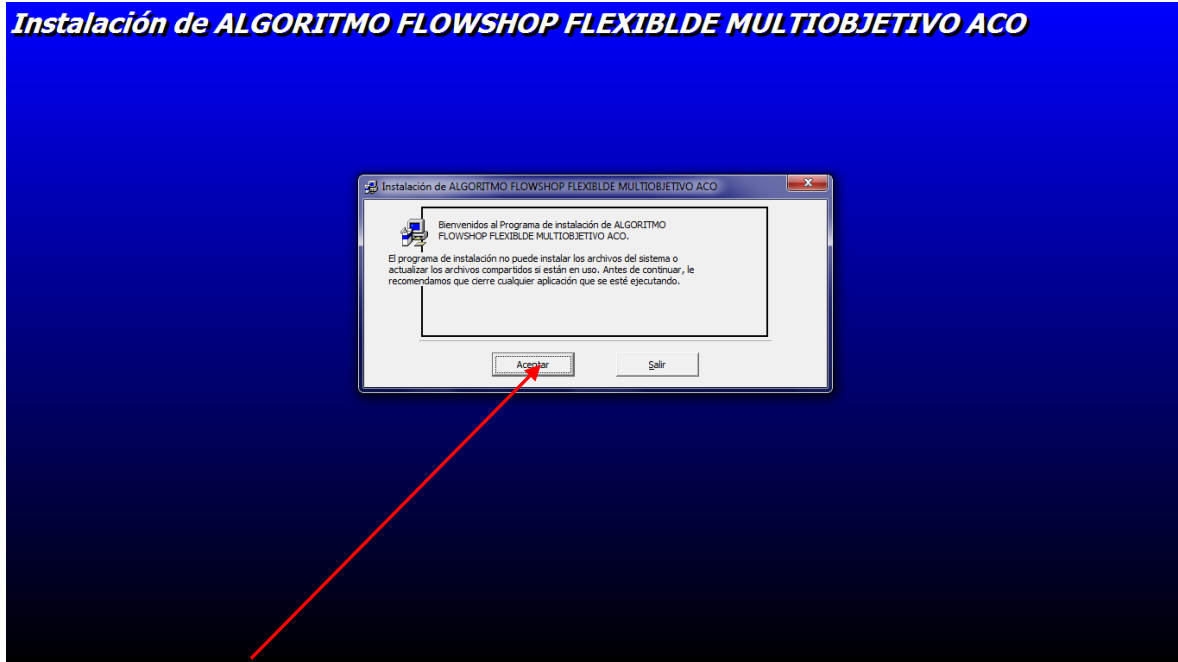 Instalación de ALGORITMO FLOWSHOP FLEXIBLDE MULTIOBJETIVO ACO
Instalación de ALGORITMO FLOWSHOP FLEXIBLDE MULTIOBJETIVO ACO
Bienvenidos al Programa de instalación de ALGORITMO
FLOWSHOP FLEXIBLDE MULTIOBJETIVO ACO.
El programa de instalación no puede instalar los archivos del sistema o
actualizar los archivos compartidos si están en uso. Antes de continuar, le
recomendamos que cierre cualquier aplicación que se esté ejecutando.
Aceptar
Salir